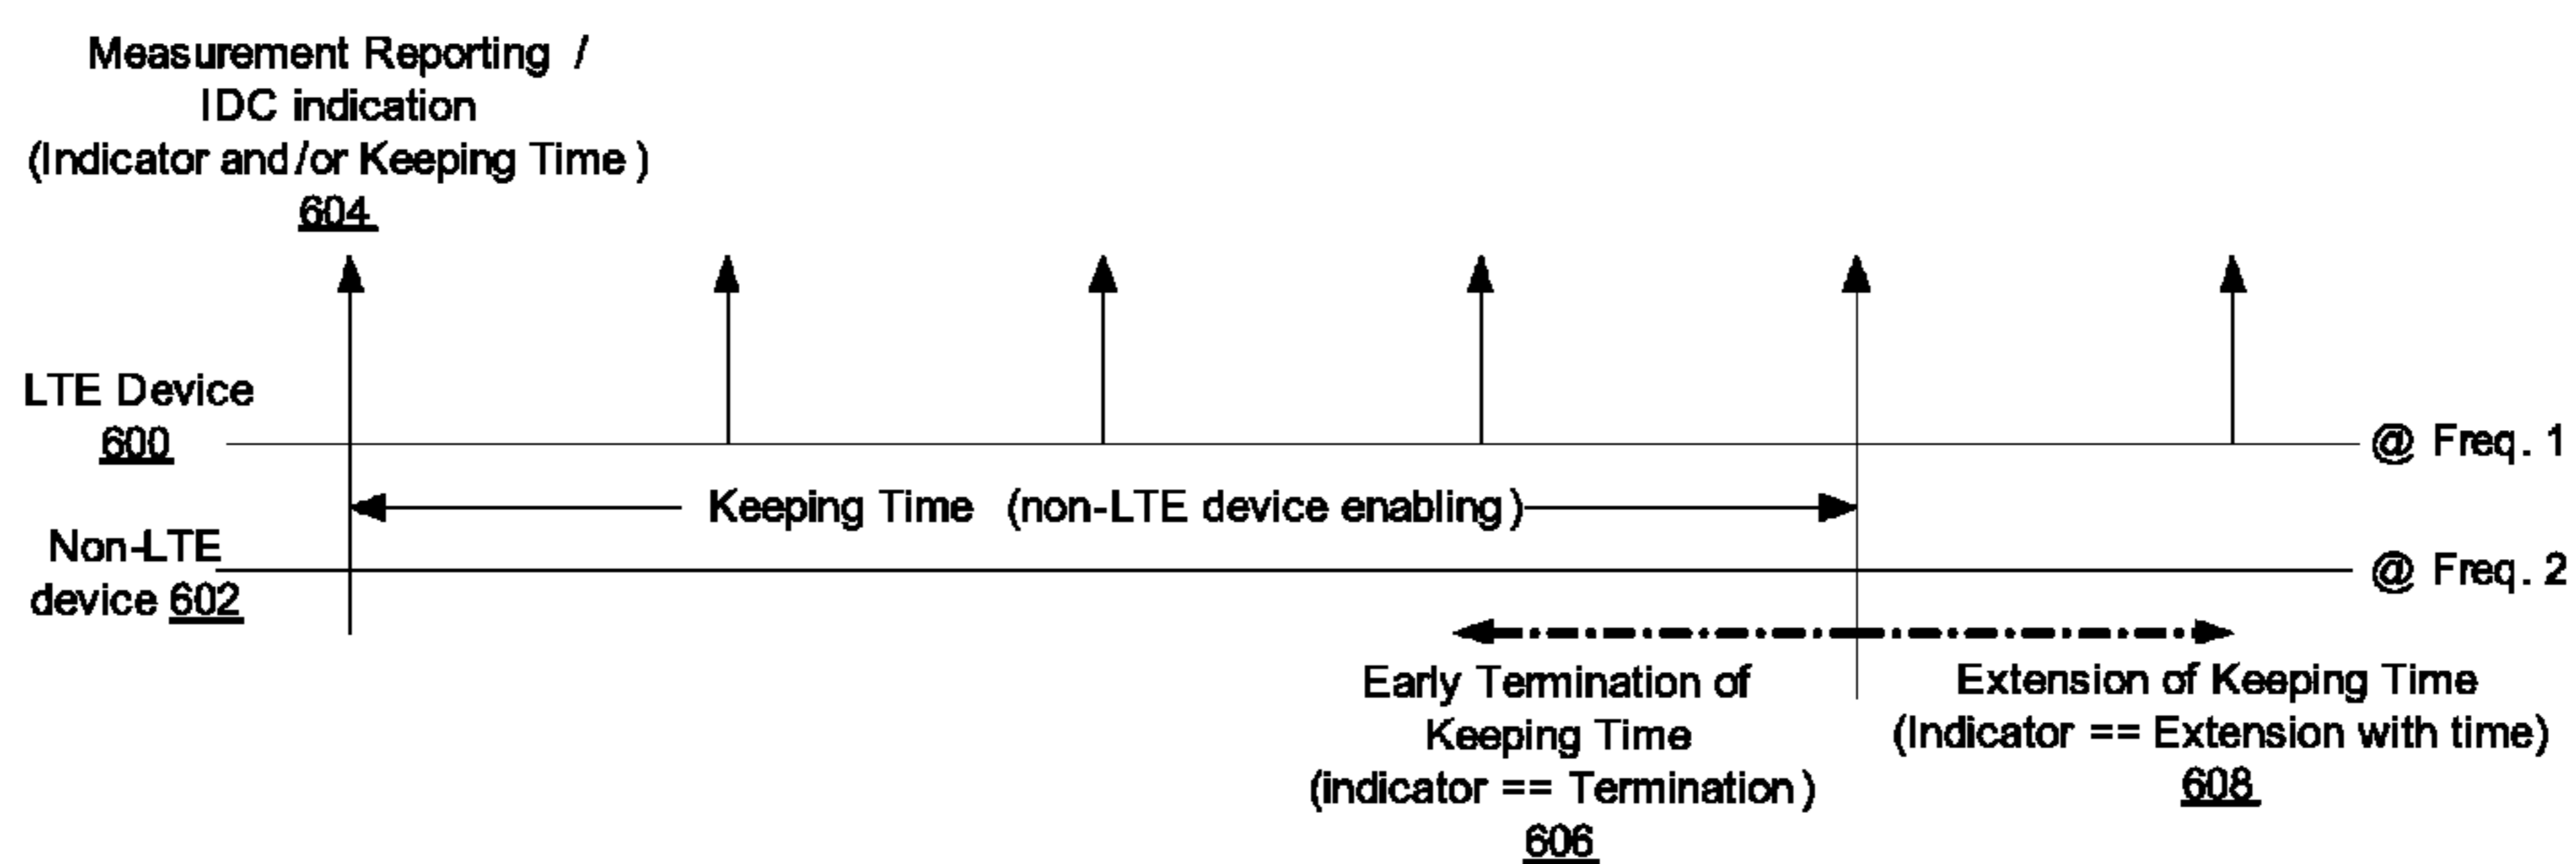 Measurement Reporting /
IDC indication
(Indicator and/or Keeping Time)
604
LTE Device
600
@ Freq. 1
Keeping Time (non-LTE device enabling)
Non-LTE
device 602
@ Freq. 2
Early Termination of
Keeping Time
(indicator == Termination)
606
Extension of Keeping Time
(Indicator == Extension with time)
608